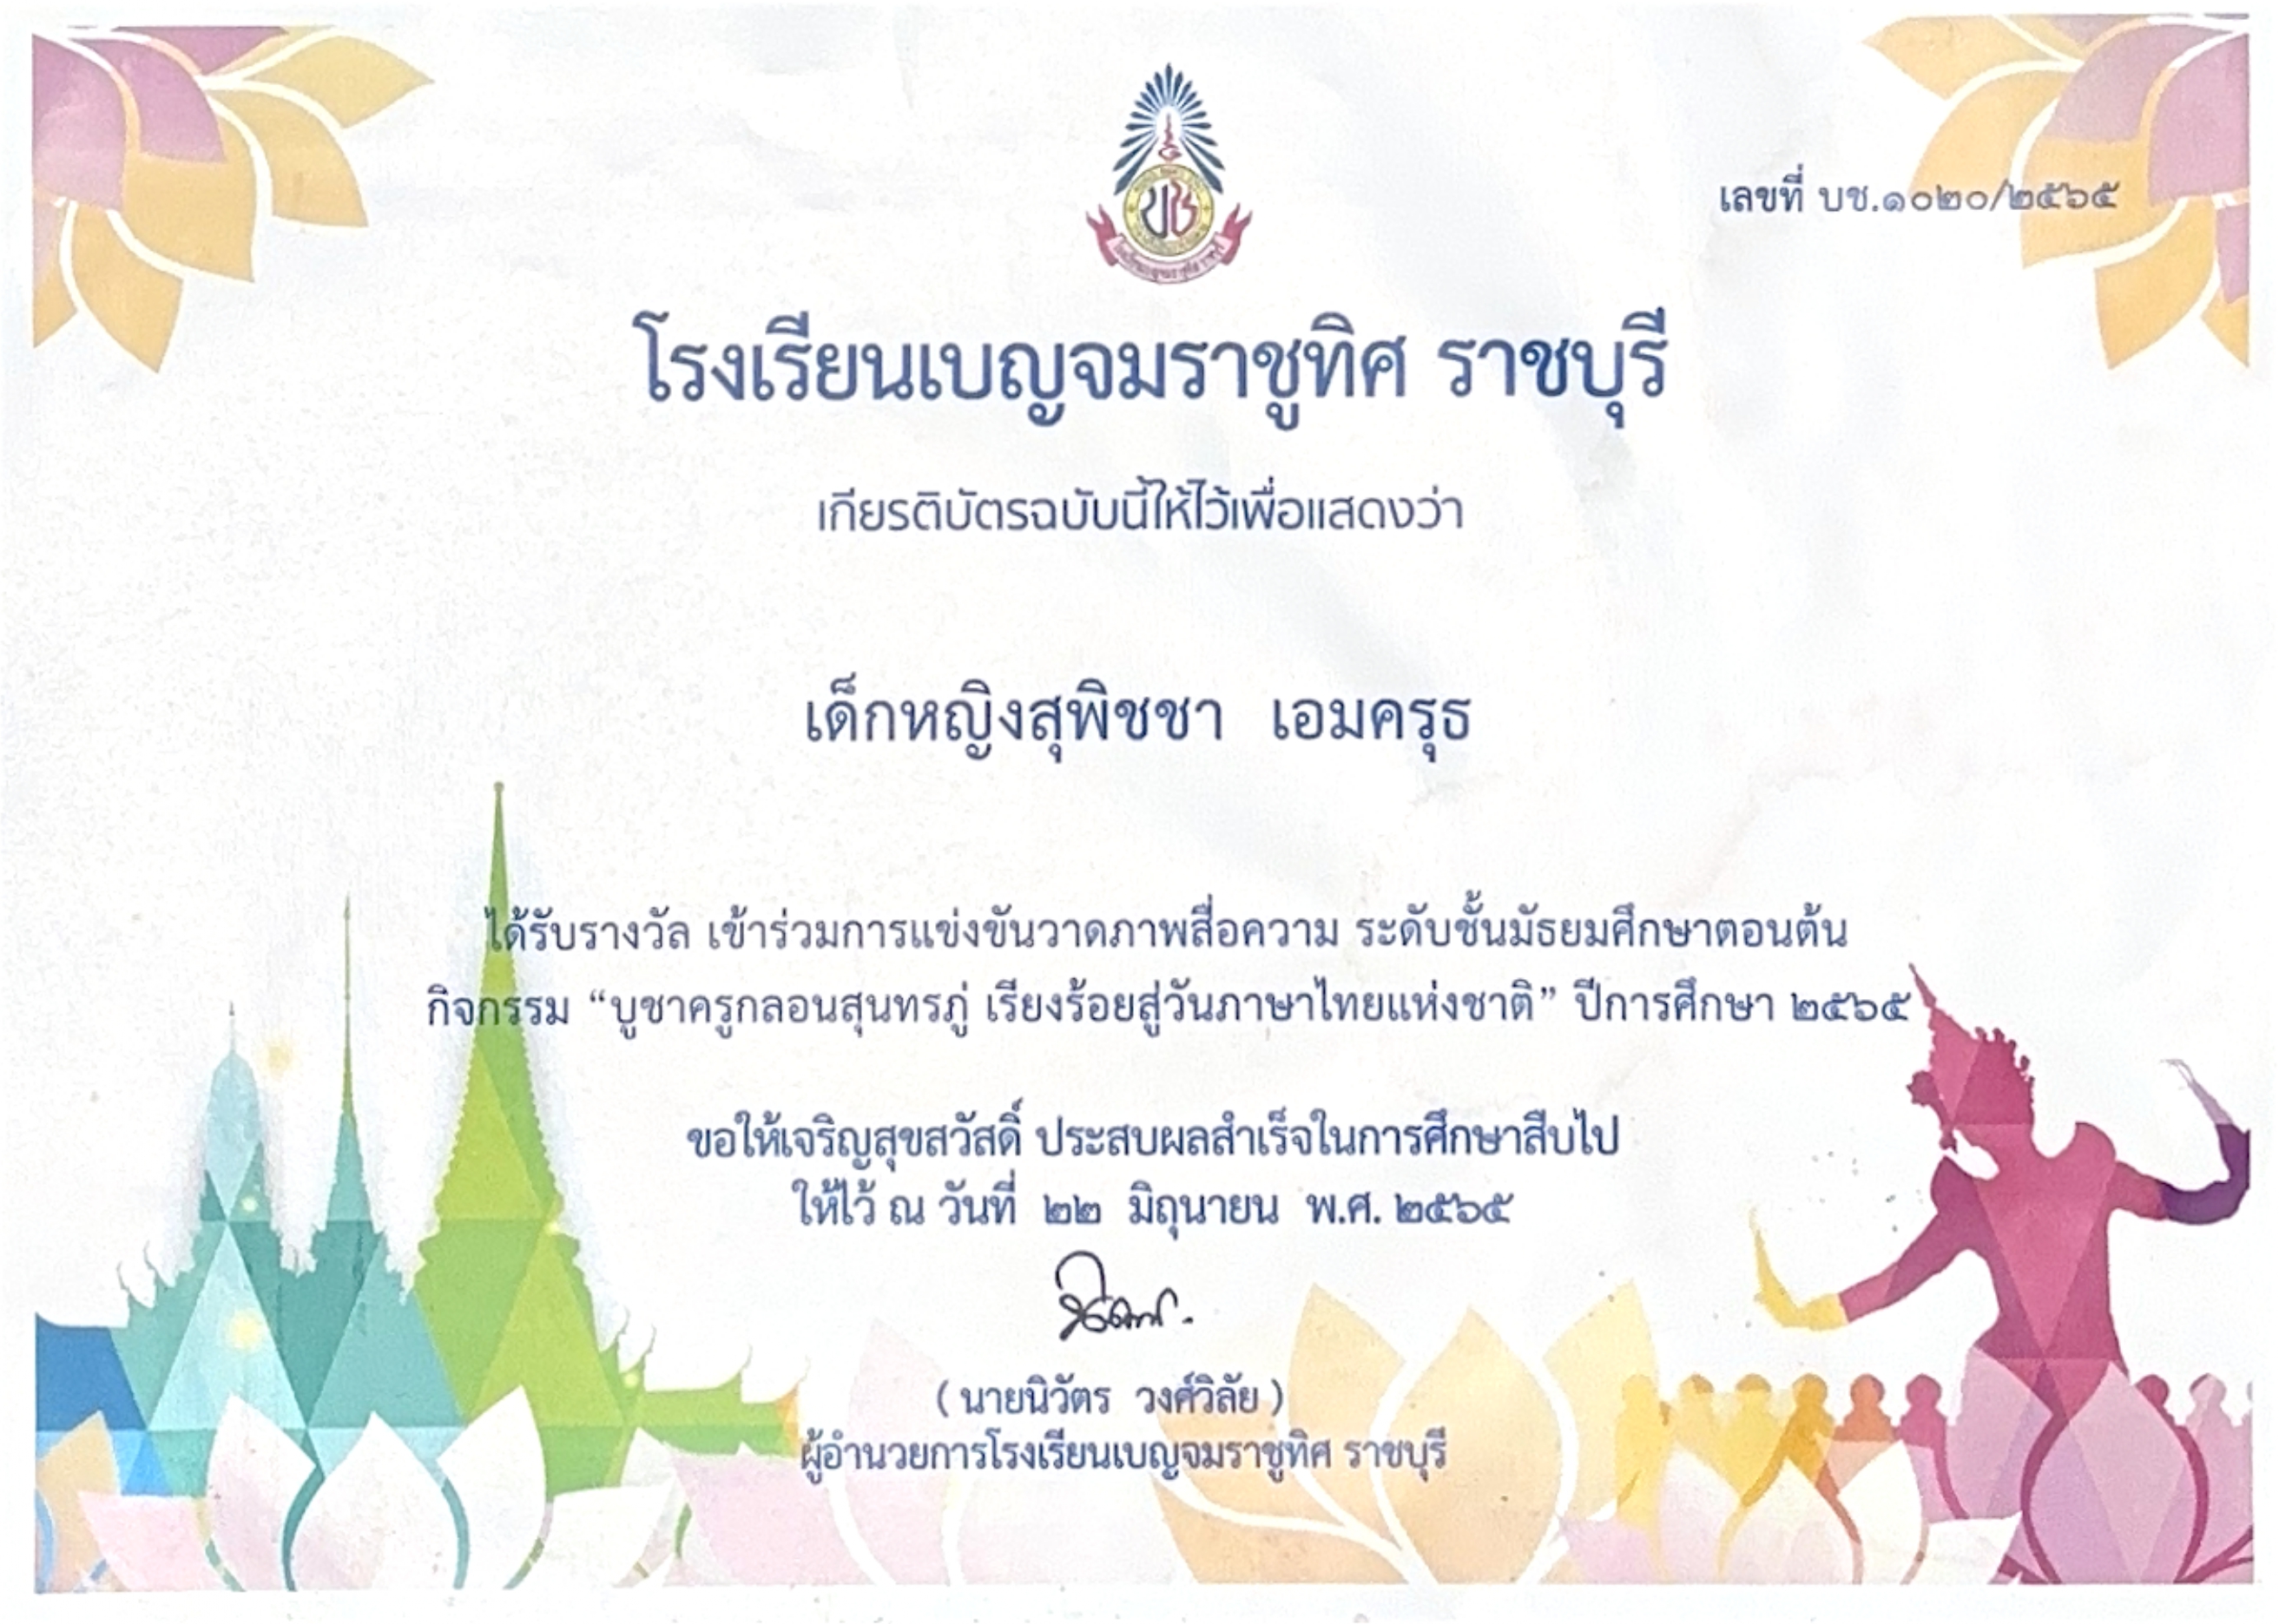 เลขที่ บช.๑๐๒๐/๒๕๖๕
โรงเรียนเบญจมราชูทิศ ราชบุรี
เกียรติบัตรฉบับนี้ให้ไว้เพื่อแสดงว่า
เด็กหญิงสุพิชชา เอมครุธ
ได้รับรางวัล เข้าร่วมการแข่งขันวาดภาพสื่อความ ระดับชั้นมัธยมศึกษาตอนต้น
กิจกรรม “บูชาครูกลอนสุนทรภู่ เรียงร้อยสู่วันภาษาไทยแห่งชาติ” ปีการศึกษา ๒๕๖๕
ขอให้เจริญสุขสวัสดิ์ ประสบผลสำเร็จในการศึกษาสืบไป
ให้ไว้ ณ วันที่ ๒๒ มิถุนายน พ.ศ. ๒๕๖๕
( นายนิวัตร วงศ์วิลัย )
ผู้อำนวยการโรงเรียนเบญจมราชูทิศ ราชบุรี